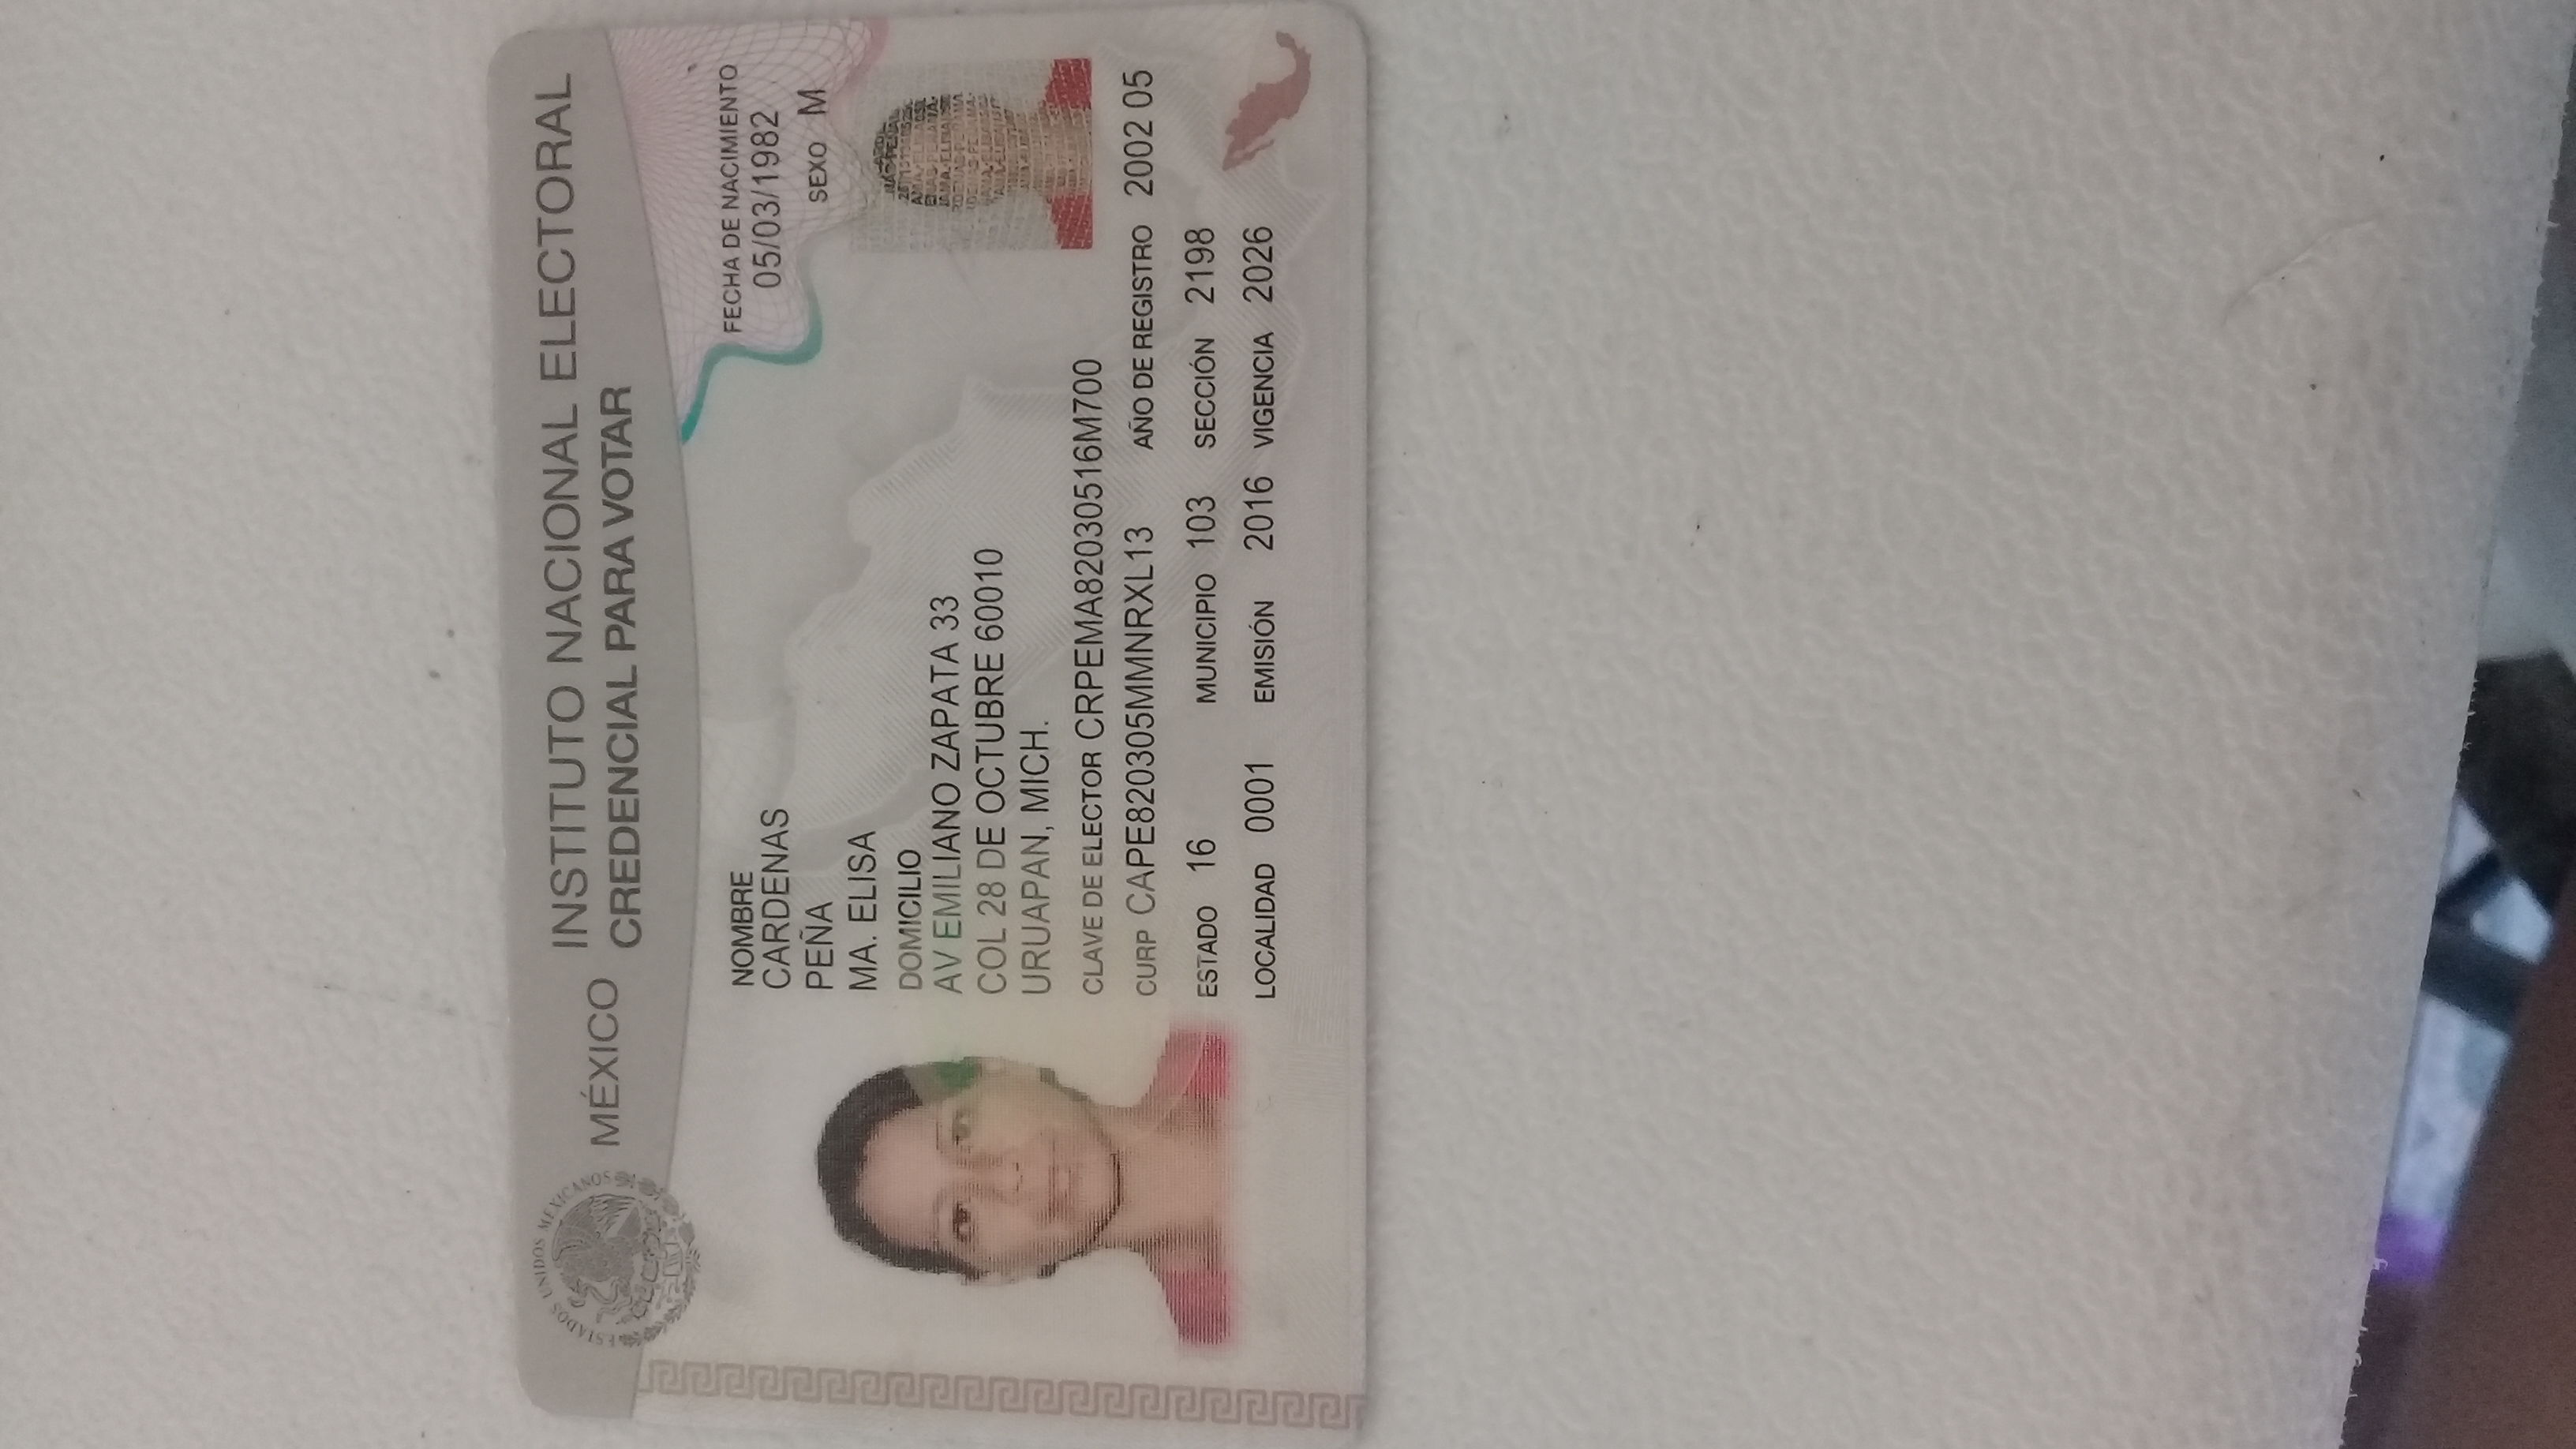 ESTADOS UNIDOS MEXICANOS
MÉXICO
INSTITUTO NACIONAL ELECTORAL
CREDENCIAL PARA VOTAR
NOMBRE
CARDENAS
PEÑA
MA. ELISA
FECHA DE NACIMIENTO
05/03/1982
SEXO M
DOMICILIO
AV EMILIANO ZAPATA 33
COL 28 DE OCTUBRE 60010
URUAPAN, MICH.
CLAVE DE ELECTOR CRPEMA82030516M700
CURP CAPE820305MMNRXL13 AÑO DE REGISTRO 2002 05
ESTADO 16 MUNICIPIO 103 SECCIÓN 2198
LOCALIDAD 0001 EMISIÓN 2016 VIGENCIA 2026